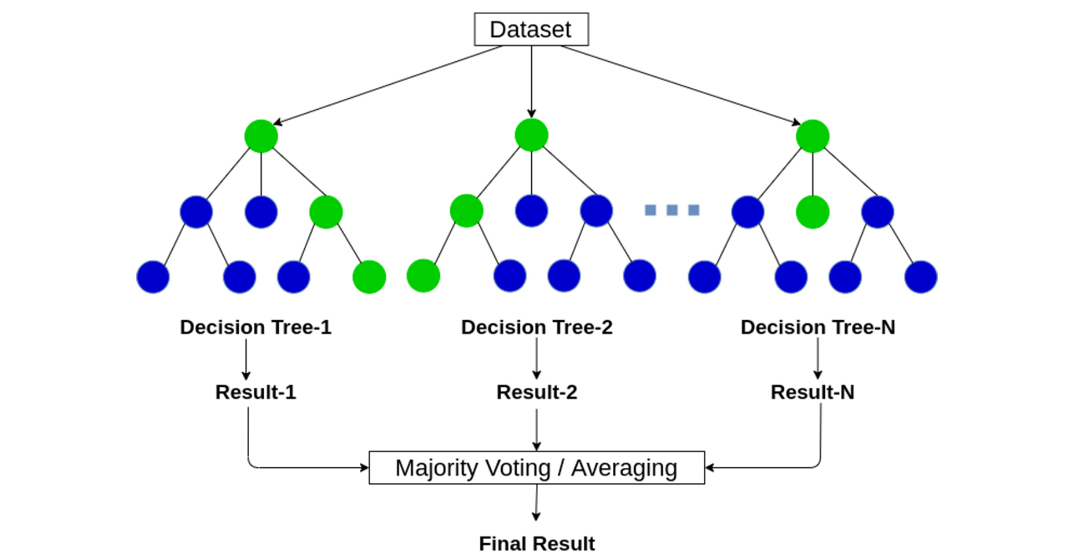 Dataset
Decision Tree-1
Decision Tree-2
Decision Tree-N
Result-1
Result-2
Result-N
Majority Voting / Averaging
Final Result